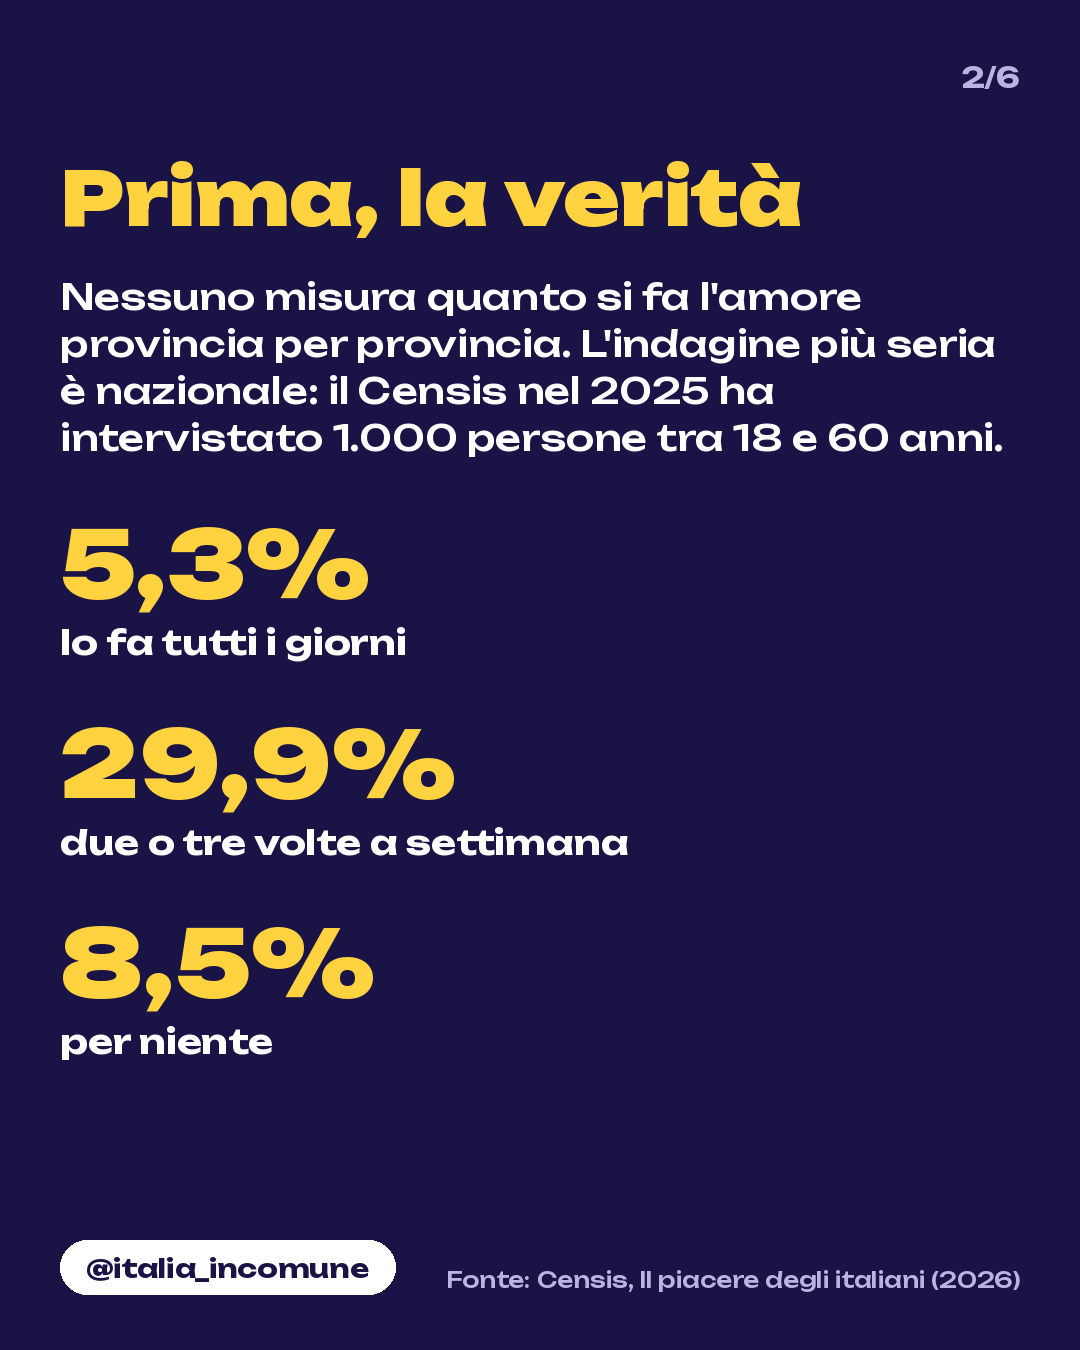 2/6
Prima, la verità
Nessuno misura quanto si fa l'amore
provincia per provincia. L'indagine più seria
è nazionale: il Censis nel 2025 ha
intervistato 1.000 persone tra 18 e 60 anni.
5,3%
lo fa tutti i giorni
29,9%
due o tre volte a settimana
8,5%
per niente
@italia_incomune
Fonte: Censis, Il piacere degli italiani (2026)